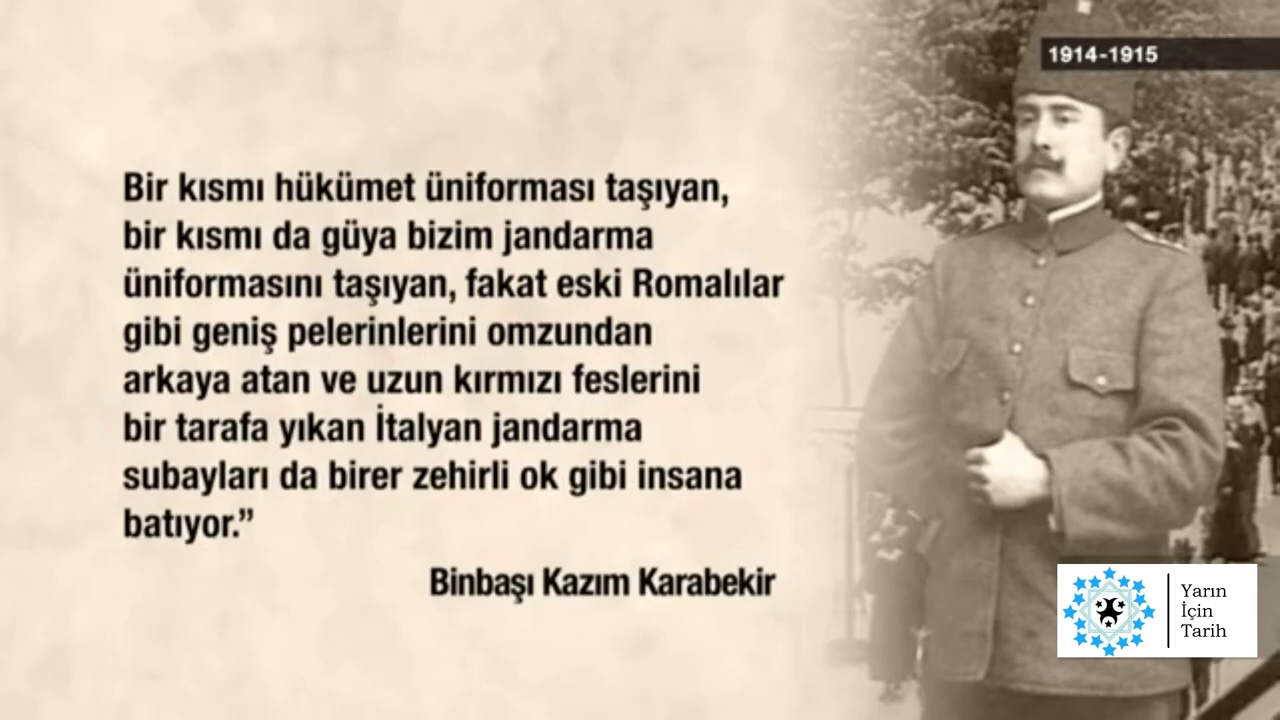 1914-1915
Bir kısmı hükümet üniforması taşıyan,
bir kısmı da güya bizim jandarma
üniformasını taşıyan, fakat eski Romalılar
gibi geniş pelerinlerini omzundan
arkaya atan ve uzun kırmızı feslerini
bir tarafa yıkan İtalyan jandarma
subayları da birer zehirli ok gibi insana
batıyor.”
Binbaşı Kazım Karabekir
Yarın
İçin
Tarih